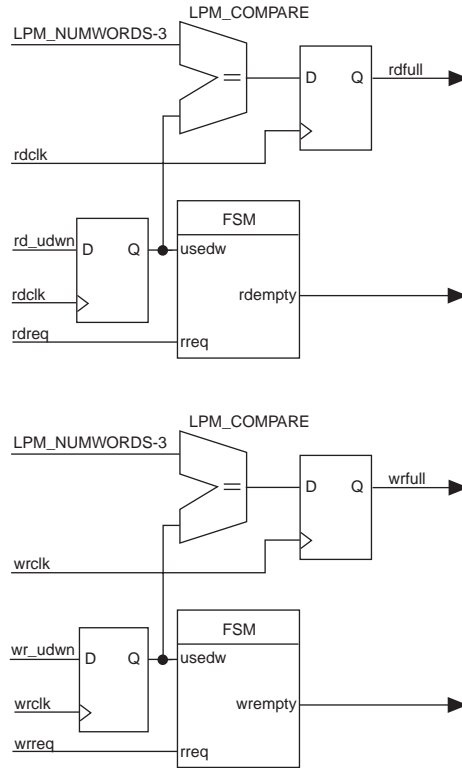 LPM_COMPARE
LPM_NUMWORDS-3
=
D Q
rdfull
rdclk
FSM
rd_udwn
D Q
usedw
rdclk
rdempty
rdreq
rreq
LPM_COMPARE
LPM_NUMWORDS-3
=
D Q
wrfull
wrclk
FSM
wr_udwn
D Q
usedw
wrclk
wrempty
wrreq
rreq